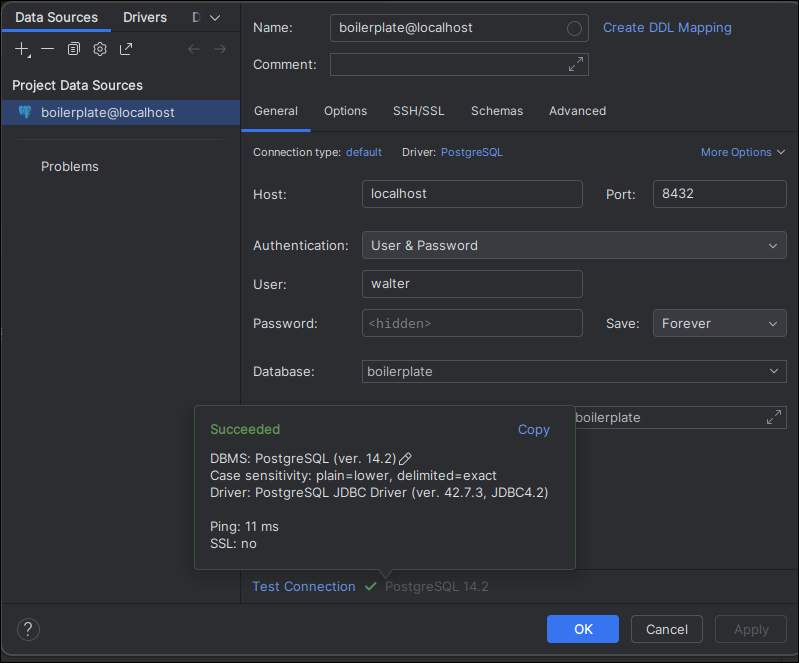 Data Sources
Drivers
D
Project Data Sources
boilerplate@localhost
Problems
Name:
boilerplate@localhost
Create DDL Mapping
Comment:
General
Options
SSH/SSL
Schemas
Advanced
Connection type: default
Driver: PostgreSQL
More Options
Host:
localhost
Port:
8432
Authentication:
User & Password
User:
walter
Password:
<hidden>
Save:
Forever
Database:
boilerplate
boilerplate
Succeeded
Copy
DBMS: PostgreSQL (ver. 14.2)
Case sensitivity: plain=lower, delimited=exact
Driver: PostgreSQL JDBC Driver (ver. 42.7.3, JDBC4.2)
Ping: 11 ms
SSL: no
Test Connection
PostgreSQL 14.2
?
OK
Cancel
Apply